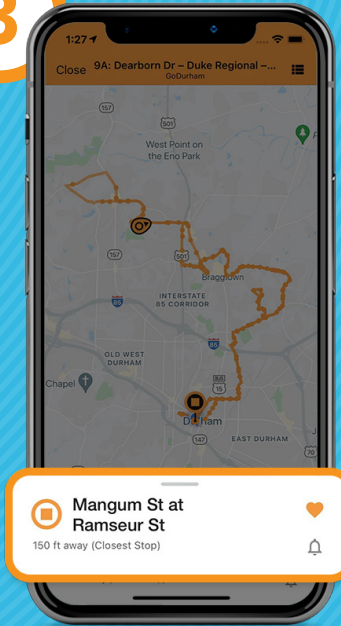 3
1:27
Close 9A: Dearborn Dr – Duke Regional –...
GoDurham
157
501
West Point on
the Eno Park
157
501
Braggtown
INTERSTATE
85 CORRIDOR
85
OLD WEST
DURHAM
85
Chapel
15
Durham
EAST DURHAM
147
70
Mangum St at
Ramseur St
150 ft away (Closest Stop)